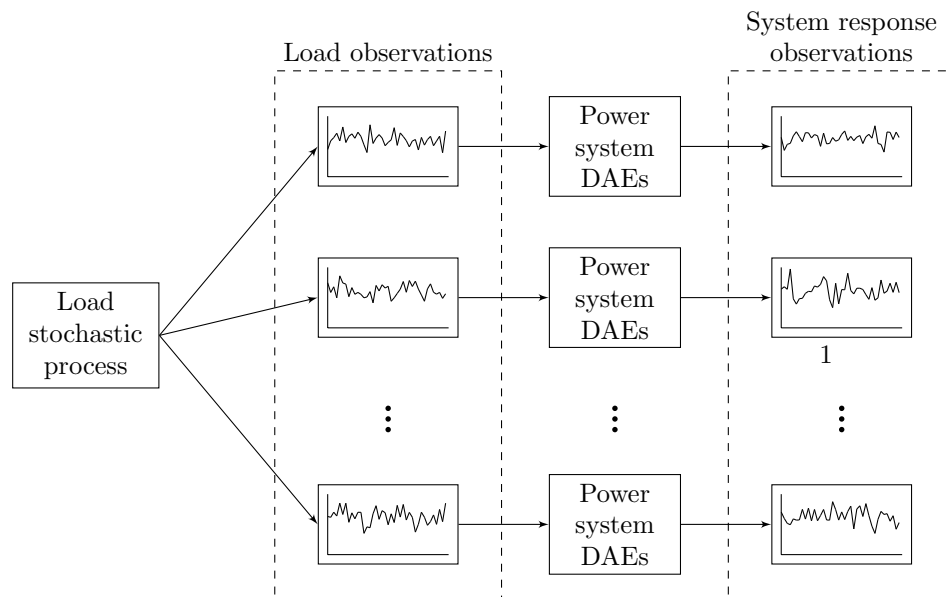 System response
observations
Load observations
Power
system
DAEs
Power
system
DAEs
Load
stochastic
process
1
Power
system
DAEs